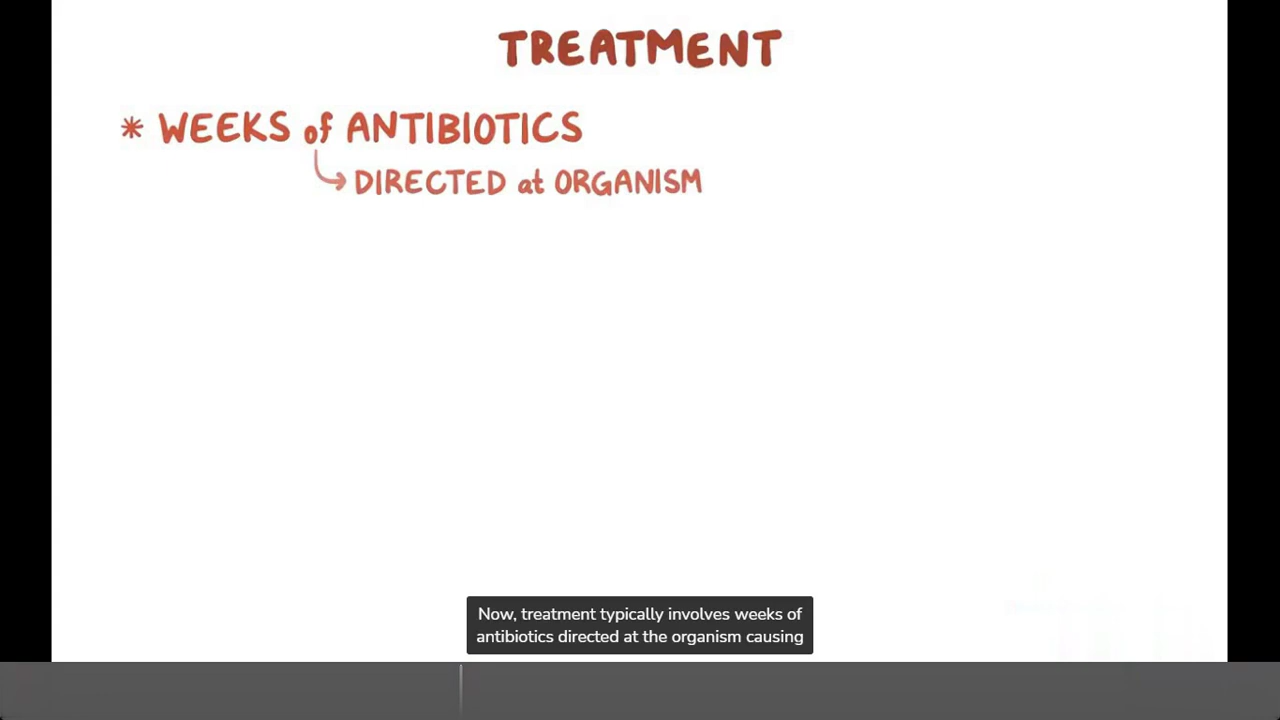 TREATMENT
* WEEKS of ANTIBIOTICS
DIRECTED at ORGANISM
Now, treatment typically involves weeks of
antibiotics directed at the organism causing